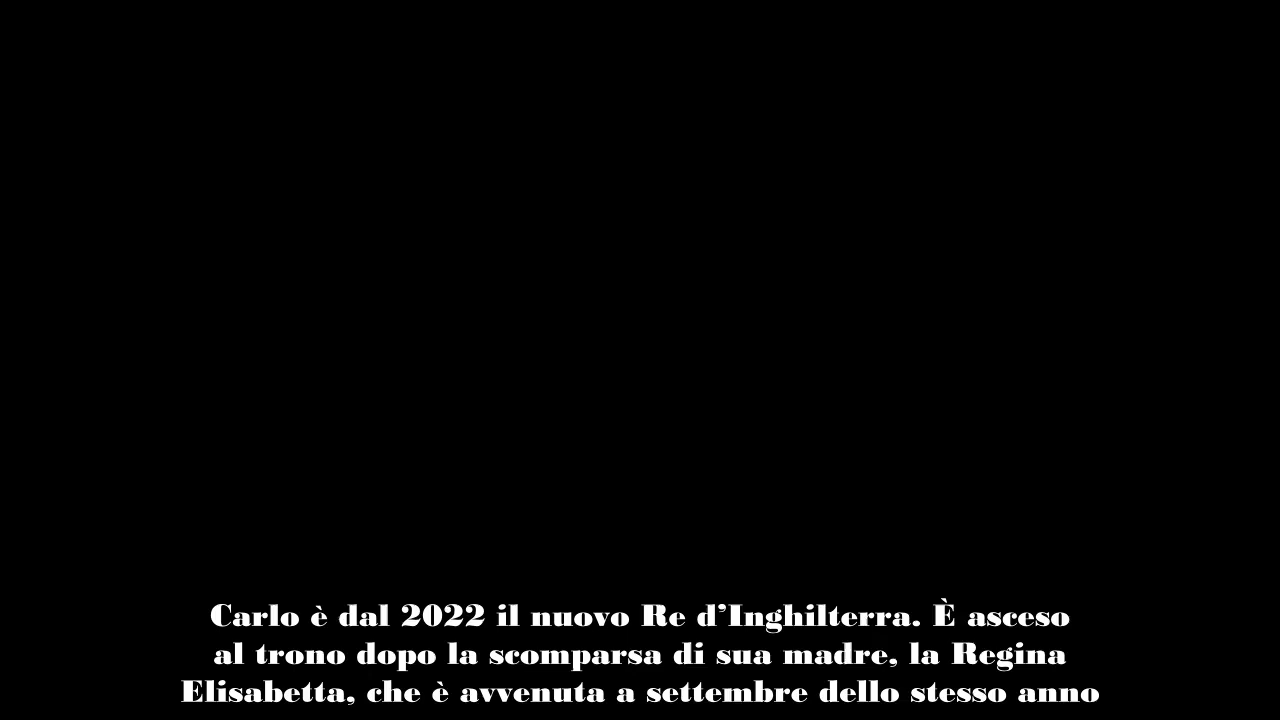 Carlo è dal 2022 il nuovo Re d’Inghilterra. È asceso
al trono dopo la scomparsa di sua madre, la Regina
Elisabetta, che è avvenuta a settembre dello stesso anno